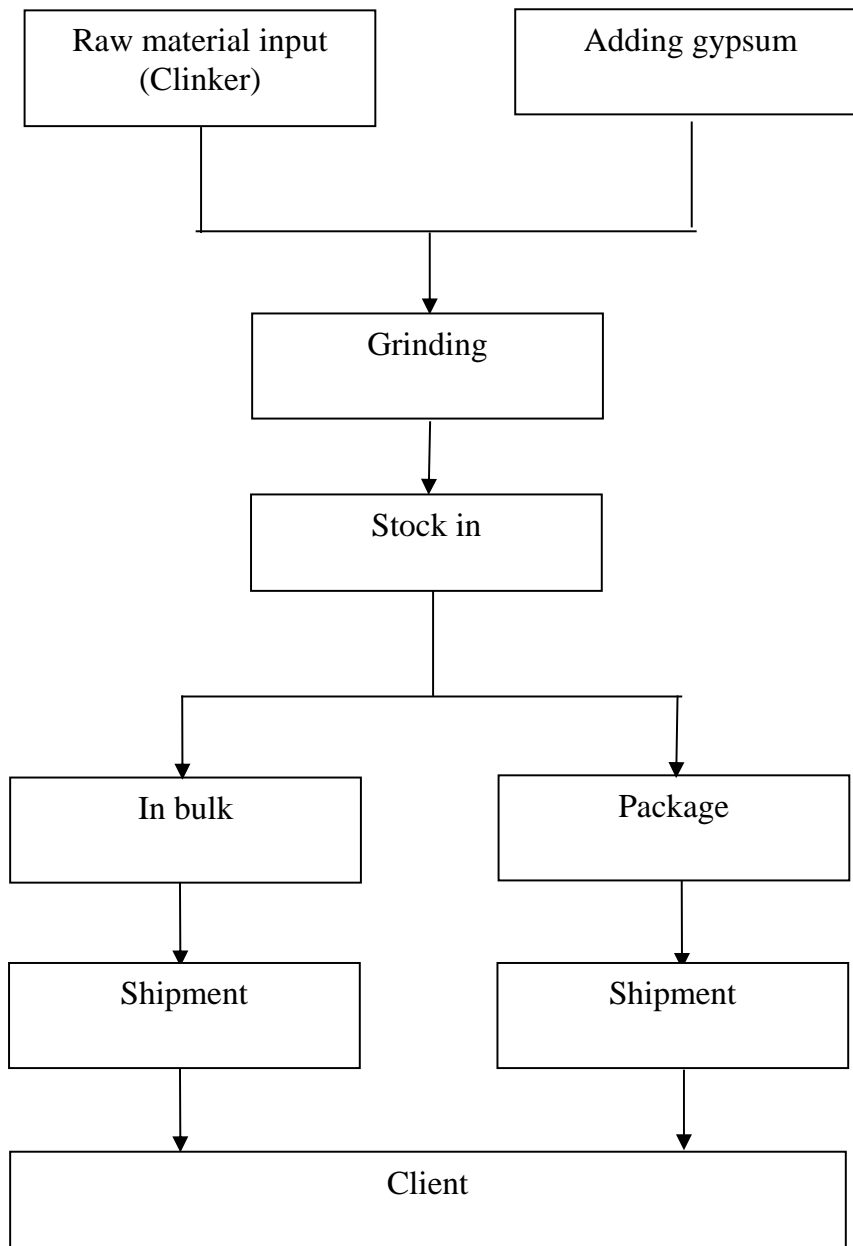 Raw material input
(Clinker)
Adding gypsum
Grinding
Stock in
In bulk
Package
Shipment
Shipment
Client